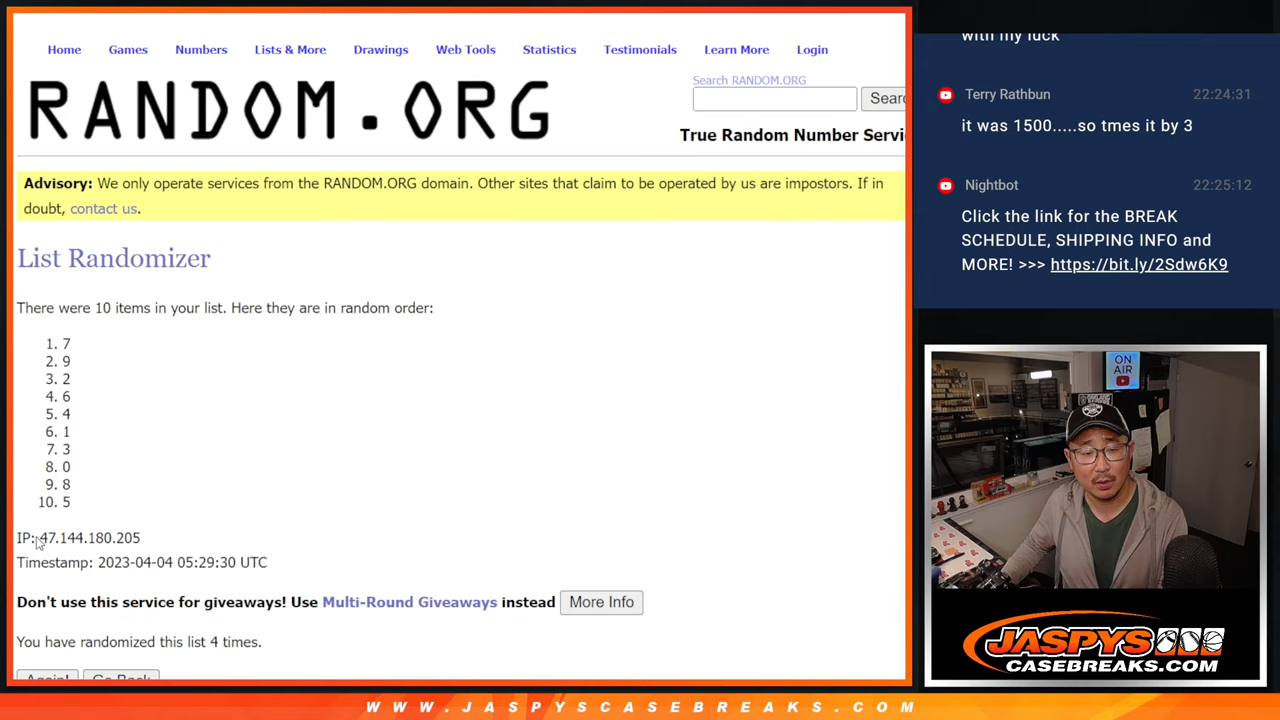 Home Games Numbers Lists & More Drawings Web Tools Statistics Testimonials Learn More Login
RANDOM.ORG
Search RANDOM.ORG
Searc
True Random Number Servi
Advisory: We only operate services from the RANDOM.ORG domain. Other sites that claim to be operated by us are impostors. If in
doubt, contact us.
List Randomizer
There were 10 items in your list. Here they are in random order:
1. 7
2. 9
3. 2
4. 6
5. 4
6. 1
7. 3
8. 0
9. 8
10. 5
IP: 47.144.180.205
Timestamp: 2023-04-04 05:29:30 UTC
Don't use this service for giveaways! Use Multi-Round Giveaways instead More Info
You have randomized this list 4 times.
Again! Go Back
with my luck
Terry Rathbun 22:24:31
it was 1500.....so tmes it by 3
Nightbot 22:25:12
Click the link for the BREAK
SCHEDULE, SHIPPING INFO and
MORE! >>> https://bit.ly/2Sdw6K9
ON
AIR
JASPYS
CASEBREAKS.COM
WWW.JASPYSCASEBREAKS.COM